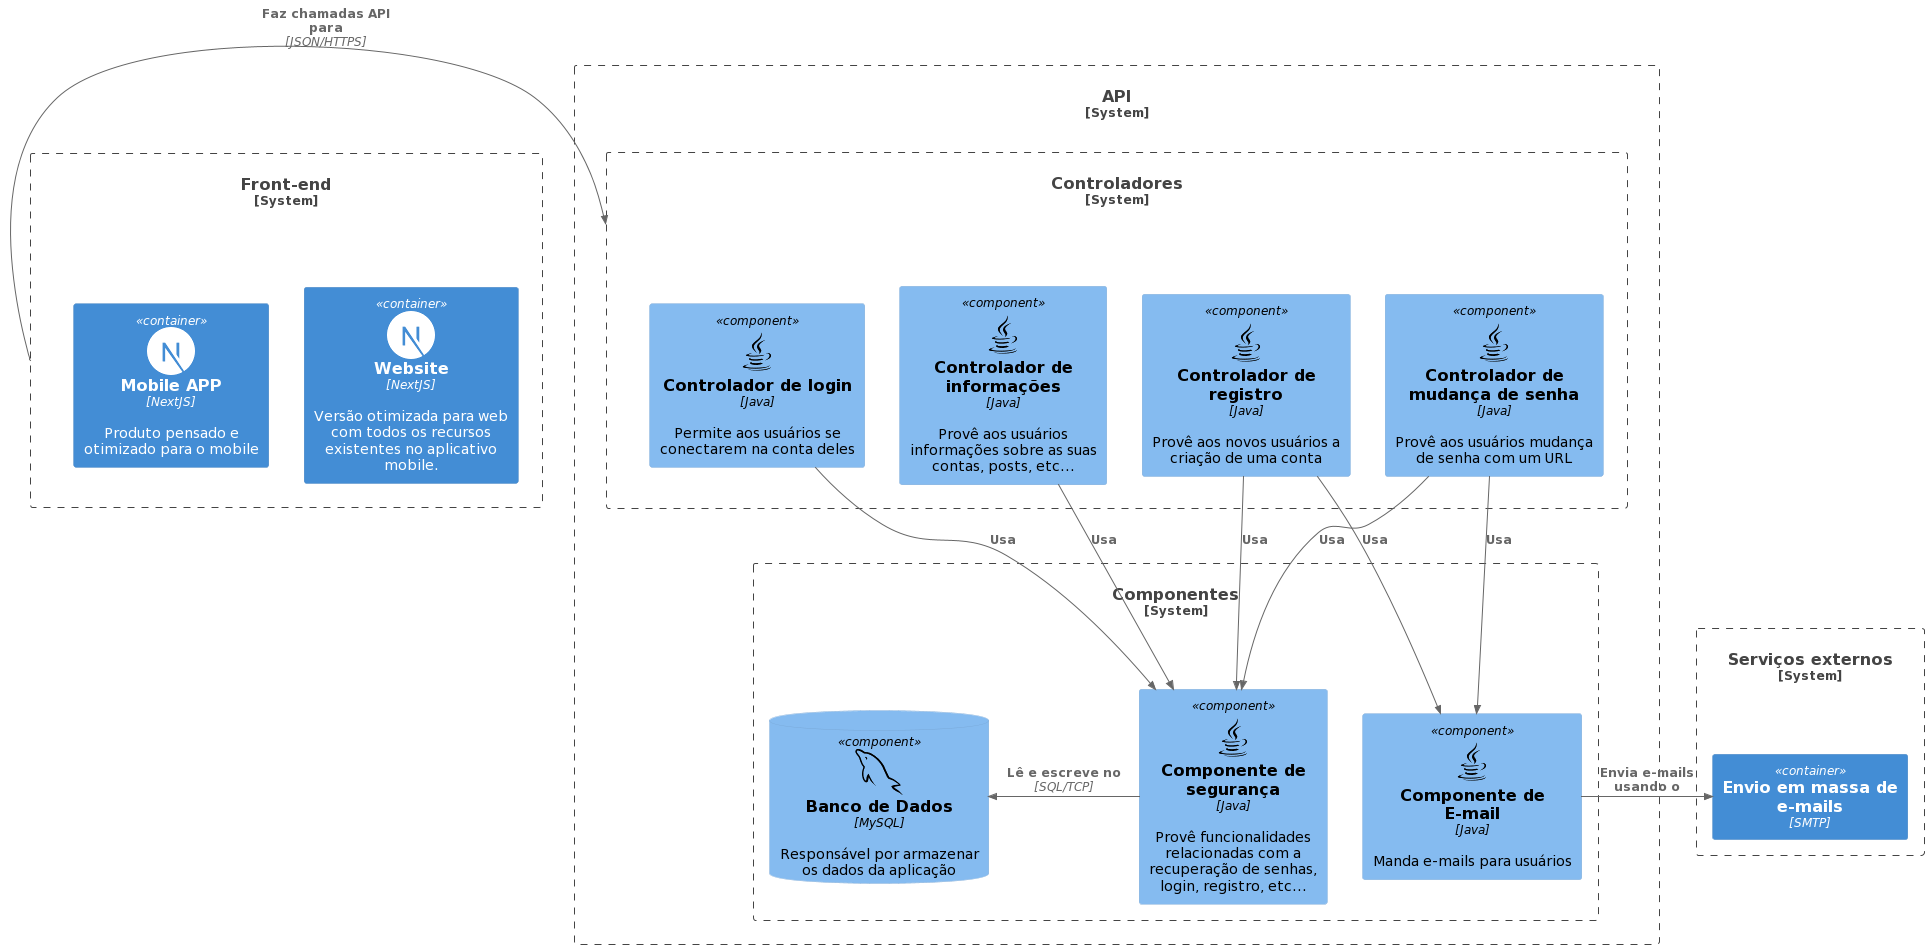 Faz chamadas API
para
[JSON/HTTPS]
API
[System]
Front-end
[System]
Controladores
[System]
«container»
Mobile APP
[NextJS]
Produto pensado e
otimizado para o mobile
«container»
Website
[NextJS]
Versão otimizada para web
com todos os recursos
existentes no aplicativo
mobile.
«component»
Controlador de login
[Java]
Permite aos usuários se
conectarem na conta deles
«component»
Controlador de
informações
[Java]
Provê aos usuários
informações sobre as suas
contas, posts, etc...
«component»
Controlador de
registro
[Java]
Provê aos novos usuários a
criação de uma conta
«component»
Controlador de
mudança de senha
[Java]
Provê aos usuários mudança
de senha com um URL
Usa
Usa
Usa
Usa
Usa
Usa
Componentes
[System]
«component»
Banco de Dados
[MySQL]
Responsável por armazenar
os dados da aplicação
Lê e escreve no
[SQL/TCP]
«component»
Componente de
segurança
[Java]
Provê funcionalidades
relacionadas com a
recuperação de senhas,
login, registro, etc...
«component»
Componente de
E-mail
[Java]
Manda e-mails para usuários
Envia e-mails
usando o
Serviços externos
[System]
«container»
Envio em massa de
e-mails
[SMTP]